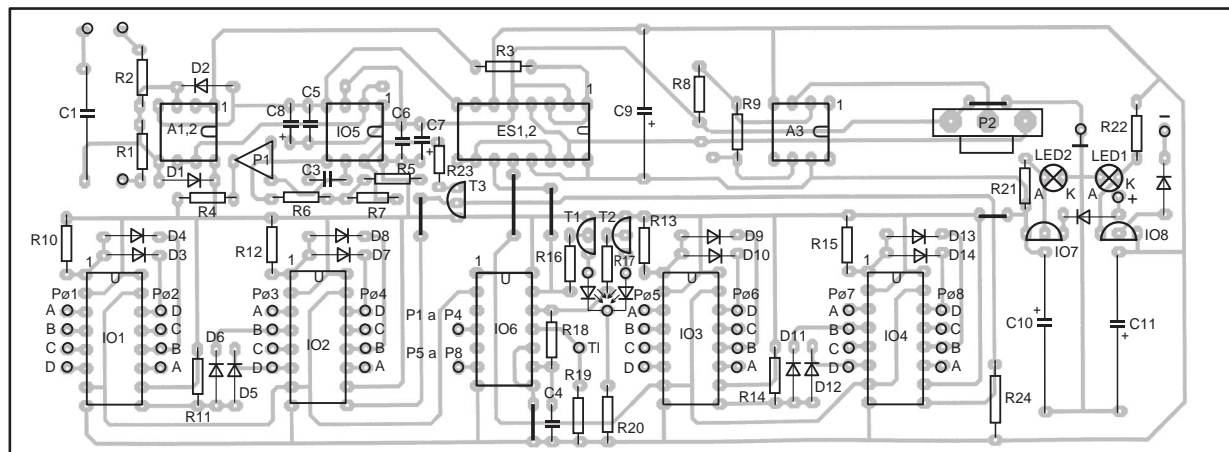 R3
D2
R2
C5
R8
C1
C8
1
1
1
C9
R9
1
P2
R22
–
A1,2
IO5
C6
C7
ES1,2
A3
+
+
+
R1
P1
R23
LED2
LED1
D1
C3
R5
T3
R21
A
K
A
K
+
R4
R6
R7
T1
T2
R13
R10
D4
R12
D8
D9
R15
D13
IO7
IO8
D3
D7
R16
R17
D10
D14
1
1
1
1
1
U
U
U
U
U
Pø1
Pø2
Pø3
Pø4
Pø5
Pø6
Pø7
Pø8
A
D
A
D
P1 a
P4
A
D
A
D
+
+
B
C
B
C
IO6
R18
B
C
B
C
C10
C11
IO1
D6
IO2
IO3
D11
IO4
C
B
C
B
P5 a
P8
TI
C
B
C
B
D
A
D
A
D
A
D
A
R19
D5
C4
D12
R11
R14
R24
R20